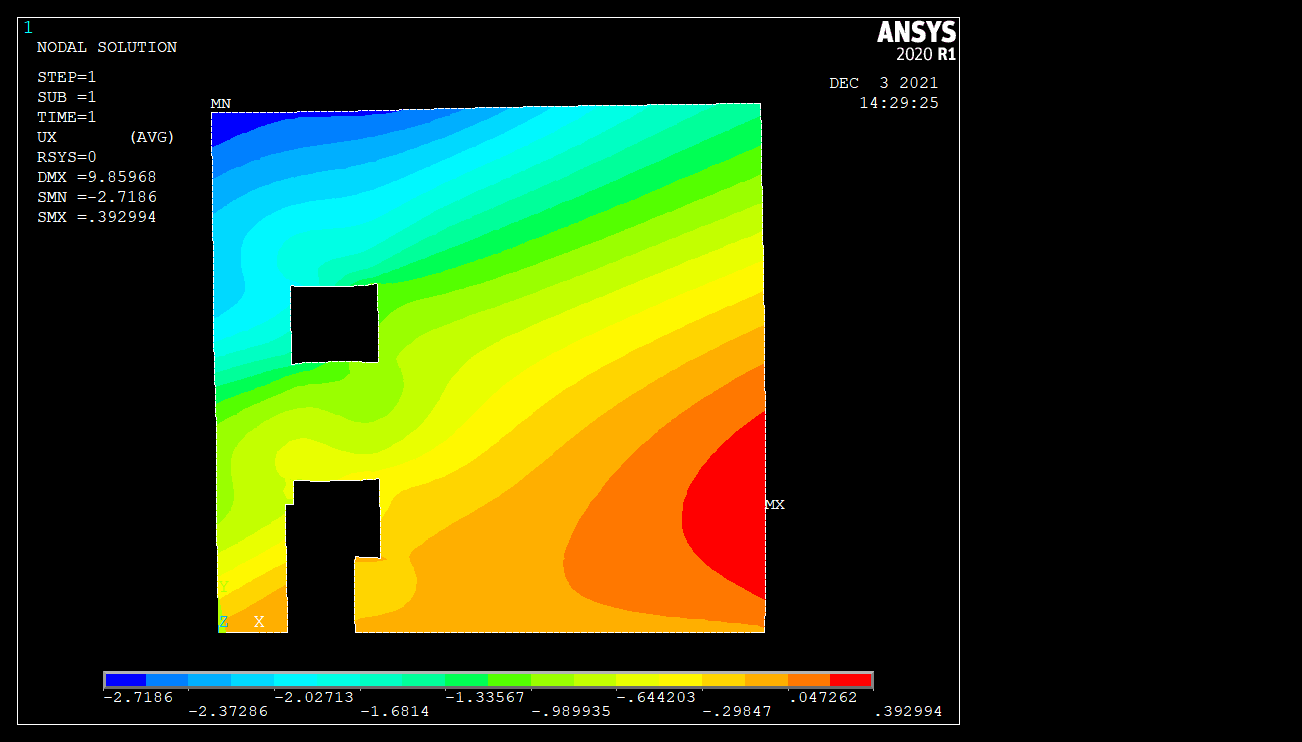 1
NODAL SOLUTION
STEP=1
SUB =1
TIME=1
UX (AVG)
RSYS=0
DMX =9.85968
SMN =-2.7186
SMX =.392994
ANSYS
2020 R1
DEC 3 2021
14:29:25
MN
MX
Y
Z X
-2.7186 -2.02713 -1.33567 -.644203 .047262
-2.37286 -1.6814 -.989935 -.29847 .392994